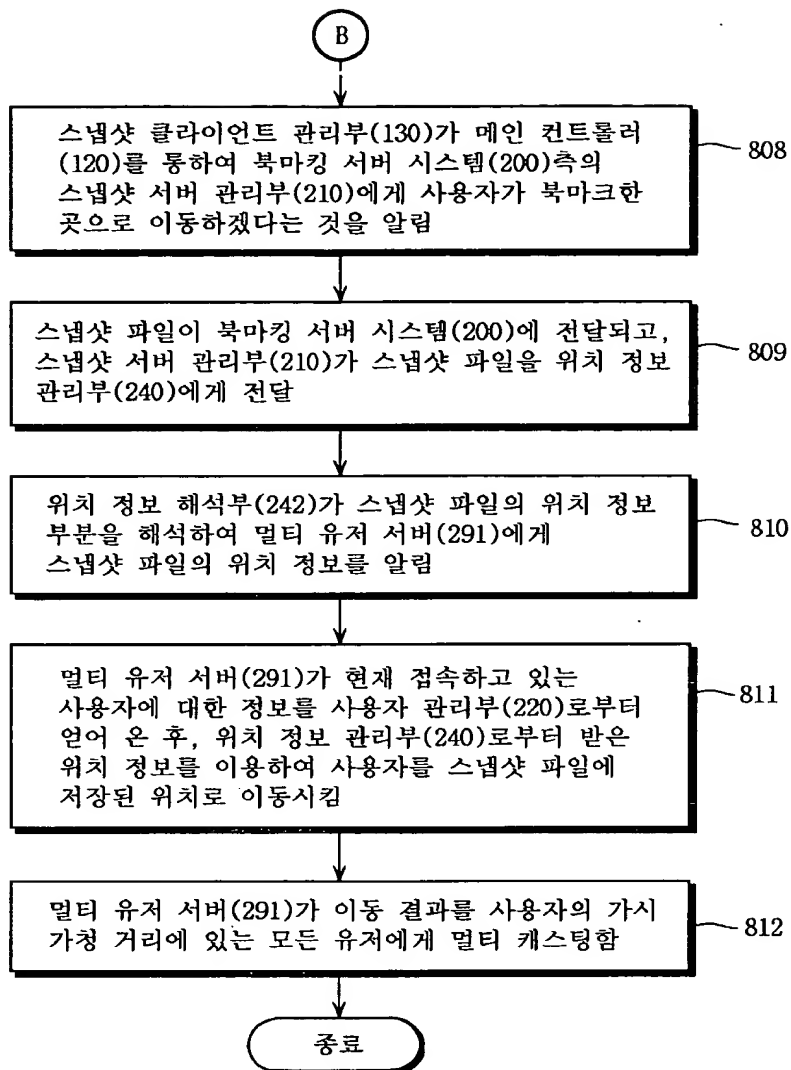 B
스냅샷 클라이언트 관리부(130)가 메인 컨트롤러
(120)를 통하여 북마킹 서버 시스템(200)측의
스냅샷 서버 관리부(210)에게 사용자가 북마크한
곳으로 이동하겠다는 것을 알림
808
스냅샷 파일이 북마킹 서버 시스템(200)에 전달되고,
스냅샷 서버 관리부(210)가 스냅샷 파일을 위치 정보
관리부(240)에게 전달
809
위치 정보 해석부(242)가 스냅샷 파일의 위치 정보
부분을 해석하여 멀티 유저 서버(291)에게
스냅샷 파일의 위치 정보를 알림
810
멀티 유저 서버(291)가 현재 접속하고 있는
사용자에 대한 정보를 사용자 관리부(220)로부터
얻어 온 후, 위치 정보 관리부(240)로부터 받은
위치 정보를 이용하여 사용자를 스냅샷 파일에
저장된 위치로 이동시킴
811
멀티 유저 서버(291)가 이동 결과를 사용자의 가시
가청 거리에 있는 모든 유저에게 멀티 캐스팅함
812
종료